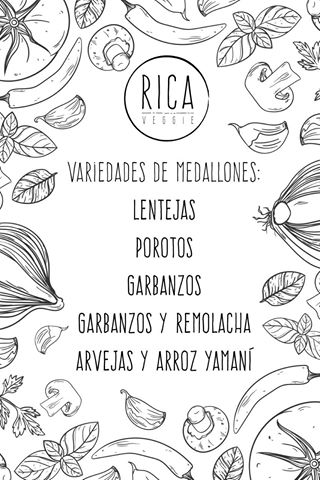 RICA
VEGGIE
VARIEDADES DE MEDALLONES:
LENTEJAS
POROTOS
GARBANZOS
GARBANZOS Y REMOLACHA
ARVEJAS Y ARROZ YAMANÍ